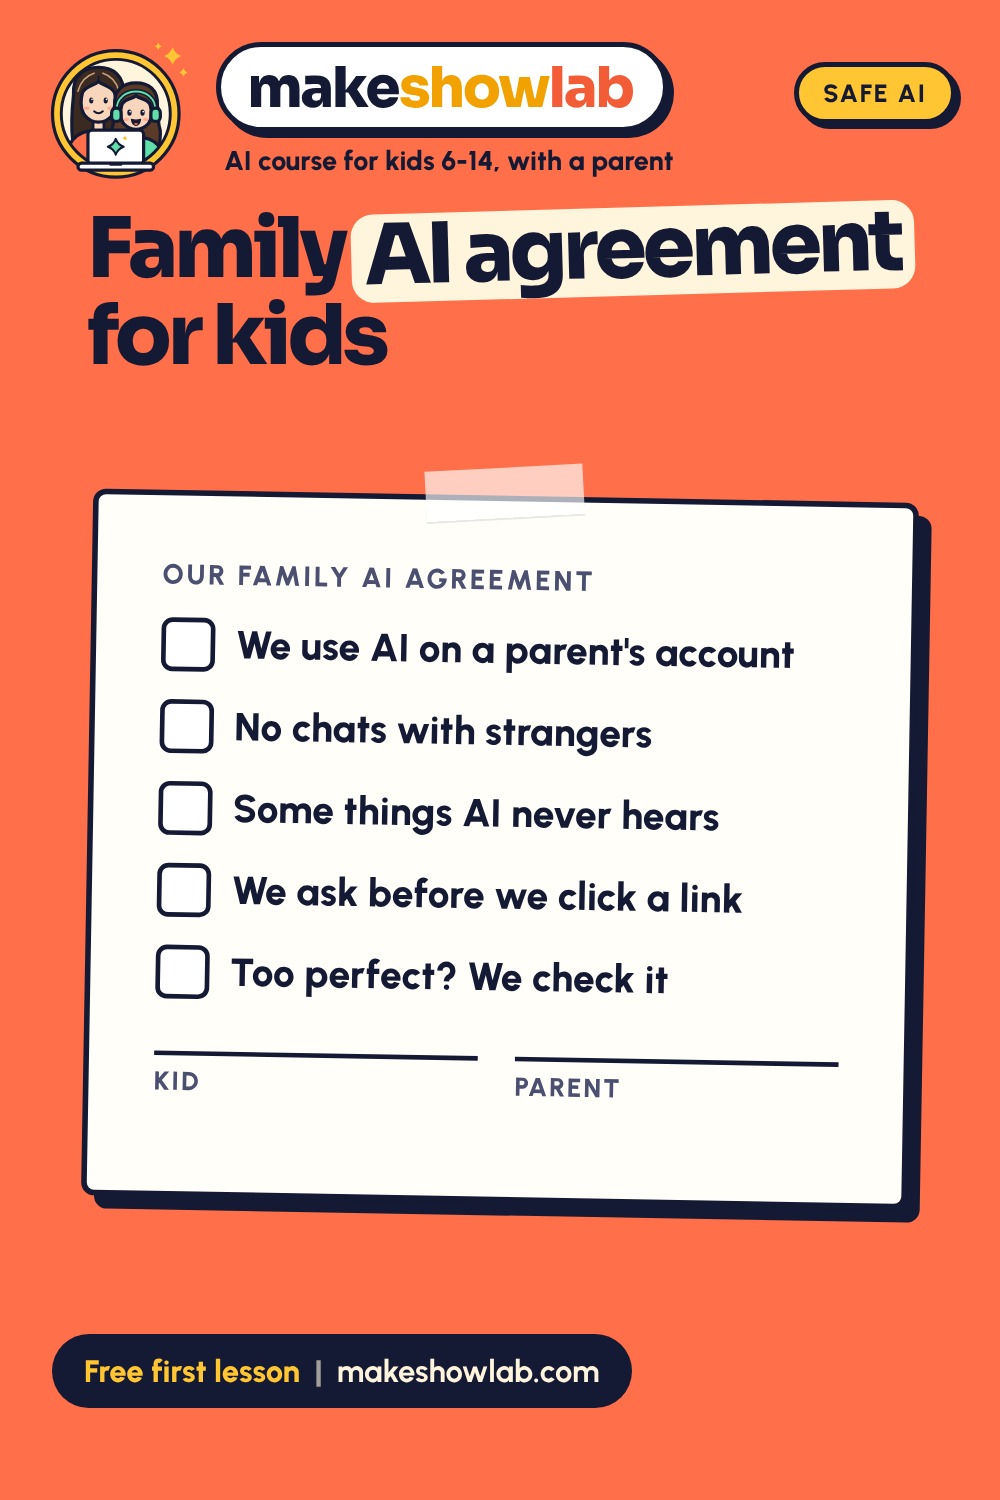 makeshowlab
SAFE AI
AI course for kids 6-14, with a parent
Family AI agreement
for kids
OUR FAMILY AI AGREEMENT
We use AI on a parent's account
No chats with strangers
Some things AI never hears
We ask before we click a link
Too perfect? We check it
KID
PARENT
Free first lesson | makeshowlab.com